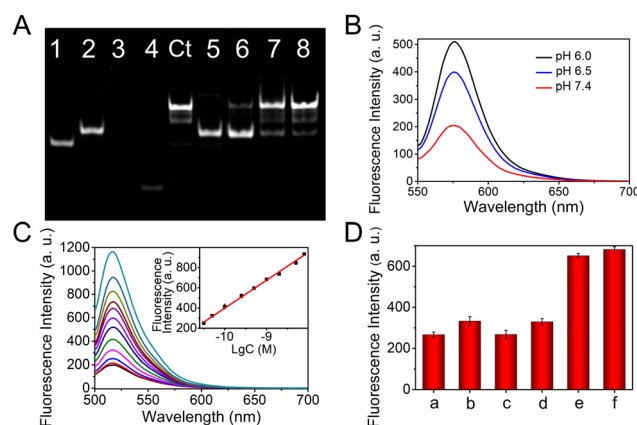 A
1 2 3 4 Ct 5 6 7 8
B
Fluorescence Intensity (a. u.)
500
400
300
200
100
0
pH 6.0
pH 6.5
pH 7.4
550 600 650 700
Wavelength (nm)
C
Fluorescence Intensity (a. u.)
1200
1000
800
600
400
200
0
500 550 600 650 700
Wavelength (nm)
Fluorescence
Intensity (a. u.)
800
600
400
200
-10 -9
LgC (M)
D
Fluorescence Intensity (a. u.)
600
400
200
0
a b c d e f